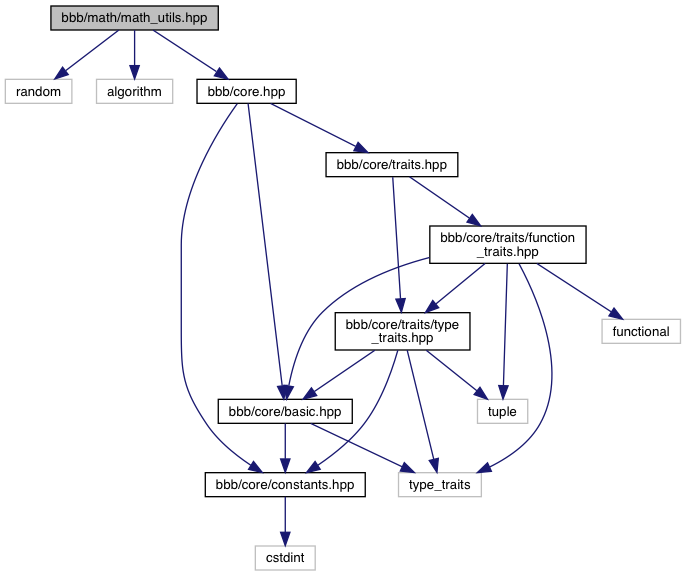 bbb/math/math_utils.hpp
random
algorithm
bbb/core.hpp
bbb/core/traits.hpp
bbb/core/traits/function
_traits.hpp
bbb/core/traits/type
_traits.hpp
functional
bbb/core/basic.hpp
tuple
bbb/core/constants.hpp
type_traits
cstdint